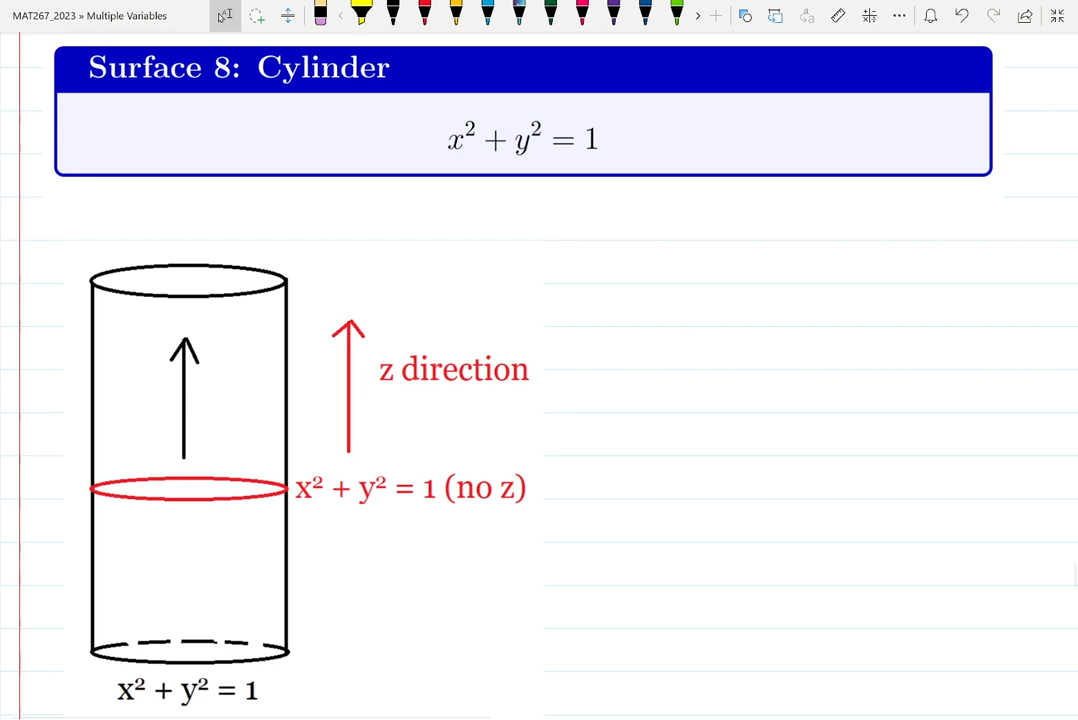 MAT267_2023 » Multiple Variables
Surface 8: Cylinder
x² + y² = 1
z direction
x² + y² = 1 (no z)
x² + y² = 1